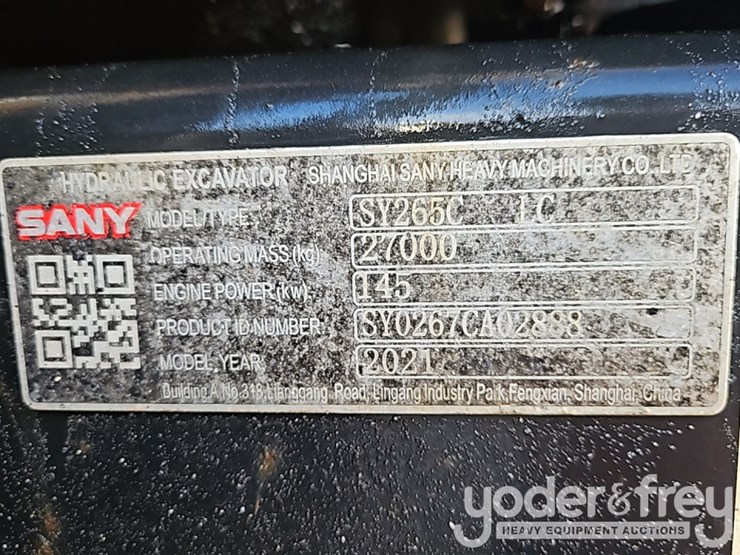 HYDRAULIC EXCAVATOR SHANGHAI SANY HEAVY MACHINERY CO., LTD
SANY
MODEL/TYPE: SY265C LC
OPERATING MASS (kg) 27000
ENGINE POWER (kw) 145
PRODUCT ID NUMBER: SY0267CA02888
MODEL YEAR: 2021
Building A No.318, Lianggang Road, Lingang Industry Park, Fengxian, Shanghai, China
yoder&frey
HEAVY EQUIPMENT AUCTIONS